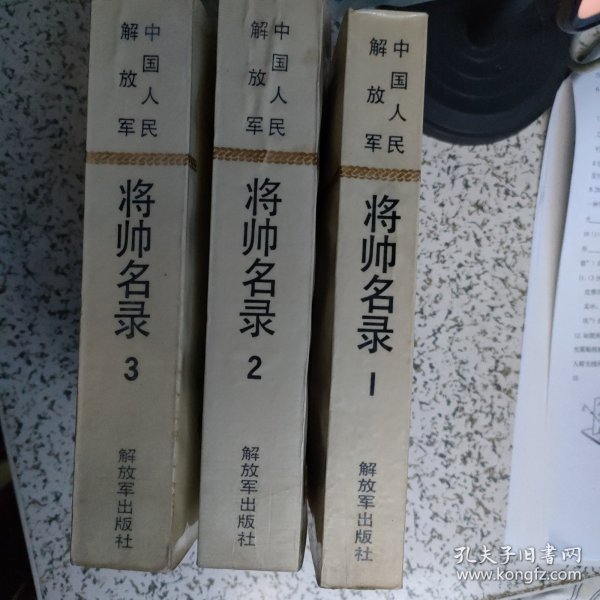 中国人民
解放军
将帅名录
3
解放军出版社
中国人民
解放军
将帅名录
2
解放军出版社
中国人民
解放军
将帅名录
1
解放军出版社
孔夫子旧书网
www.kongfz.com